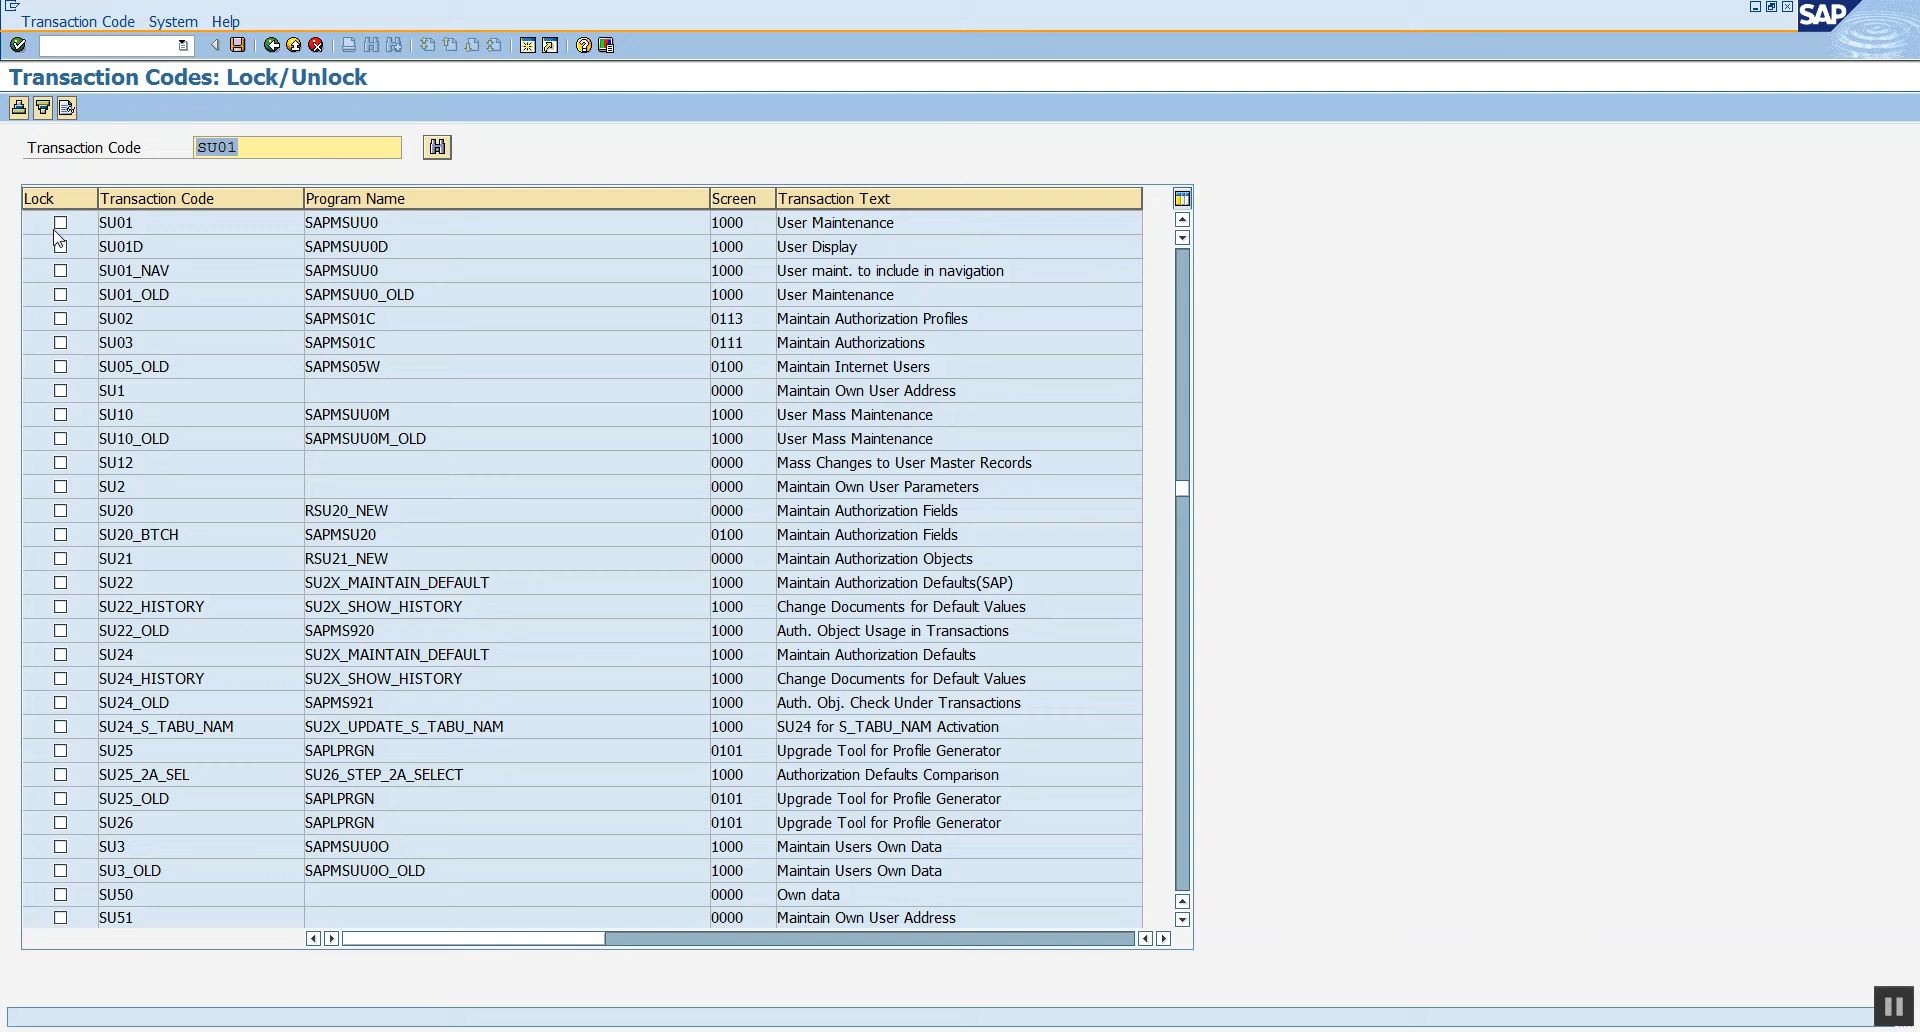 Transaction Code System Help
SAP
Transaction Codes: Lock/Unlock
Transaction Code SU01
Lock Transaction Code Program Name Screen Transaction Text
SU01 SAPMSUU0 1000 User Maintenance
SU01D SAPMSUU0D 1000 User Display
SU01_NAV SAPMSUU0 1000 User maint. to include in navigation
SU01_OLD SAPMSUU0_OLD 1000 User Maintenance
SU02 SAPMS01C 0113 Maintain Authorization Profiles
SU03 SAPMS01C 0111 Maintain Authorizations
SU05_OLD SAPMS05W 0100 Maintain Internet Users
SU1 0000 Maintain Own User Address
SU10 SAPMSUU0M 1000 User Mass Maintenance
SU10_OLD SAPMSUU0M_OLD 1000 User Mass Maintenance
SU12 0000 Mass Changes to User Master Records
SU2 0000 Maintain Own User Parameters
SU20 RSU20_NEW 0000 Maintain Authorization Fields
SU20_BTCH SAPMSU20 0100 Maintain Authorization Fields
SU21 RSU21_NEW 0000 Maintain Authorization Objects
SU22 SU2X_MAINTAIN_DEFAULT 1000 Maintain Authorization Defaults(SAP)
SU22_HISTORY SU2X_SHOW_HISTORY 1000 Change Documents for Default Values
SU22_OLD SAPMS920 1000 Auth. Object Usage in Transactions
SU24 SU2X_MAINTAIN_DEFAULT 1000 Maintain Authorization Defaults
SU24_HISTORY SU2X_SHOW_HISTORY 1000 Change Documents for Default Values
SU24_OLD SAPMS921 1000 Auth. Obj. Check Under Transactions
SU24_S_TABU_NAM SU2X_UPDATE_S_TABU_NAM 1000 SU24 for S_TABU_NAM Activation
SU25 SAPLPRGN 0101 Upgrade Tool for Profile Generator
SU25_2A_SEL SU26_STEP_2A_SELECT 1000 Authorization Defaults Comparison
SU25_OLD SAPLPRGN 0101 Upgrade Tool for Profile Generator
SU26 SAPLPRGN 0101 Upgrade Tool for Profile Generator
SU3 SAPMSUU0O 1000 Maintain Users Own Data
SU3_OLD SAPMSUU0O_OLD 1000 Maintain Users Own Data
SU50 0000 Own data
SU51 0000 Maintain Own User Address